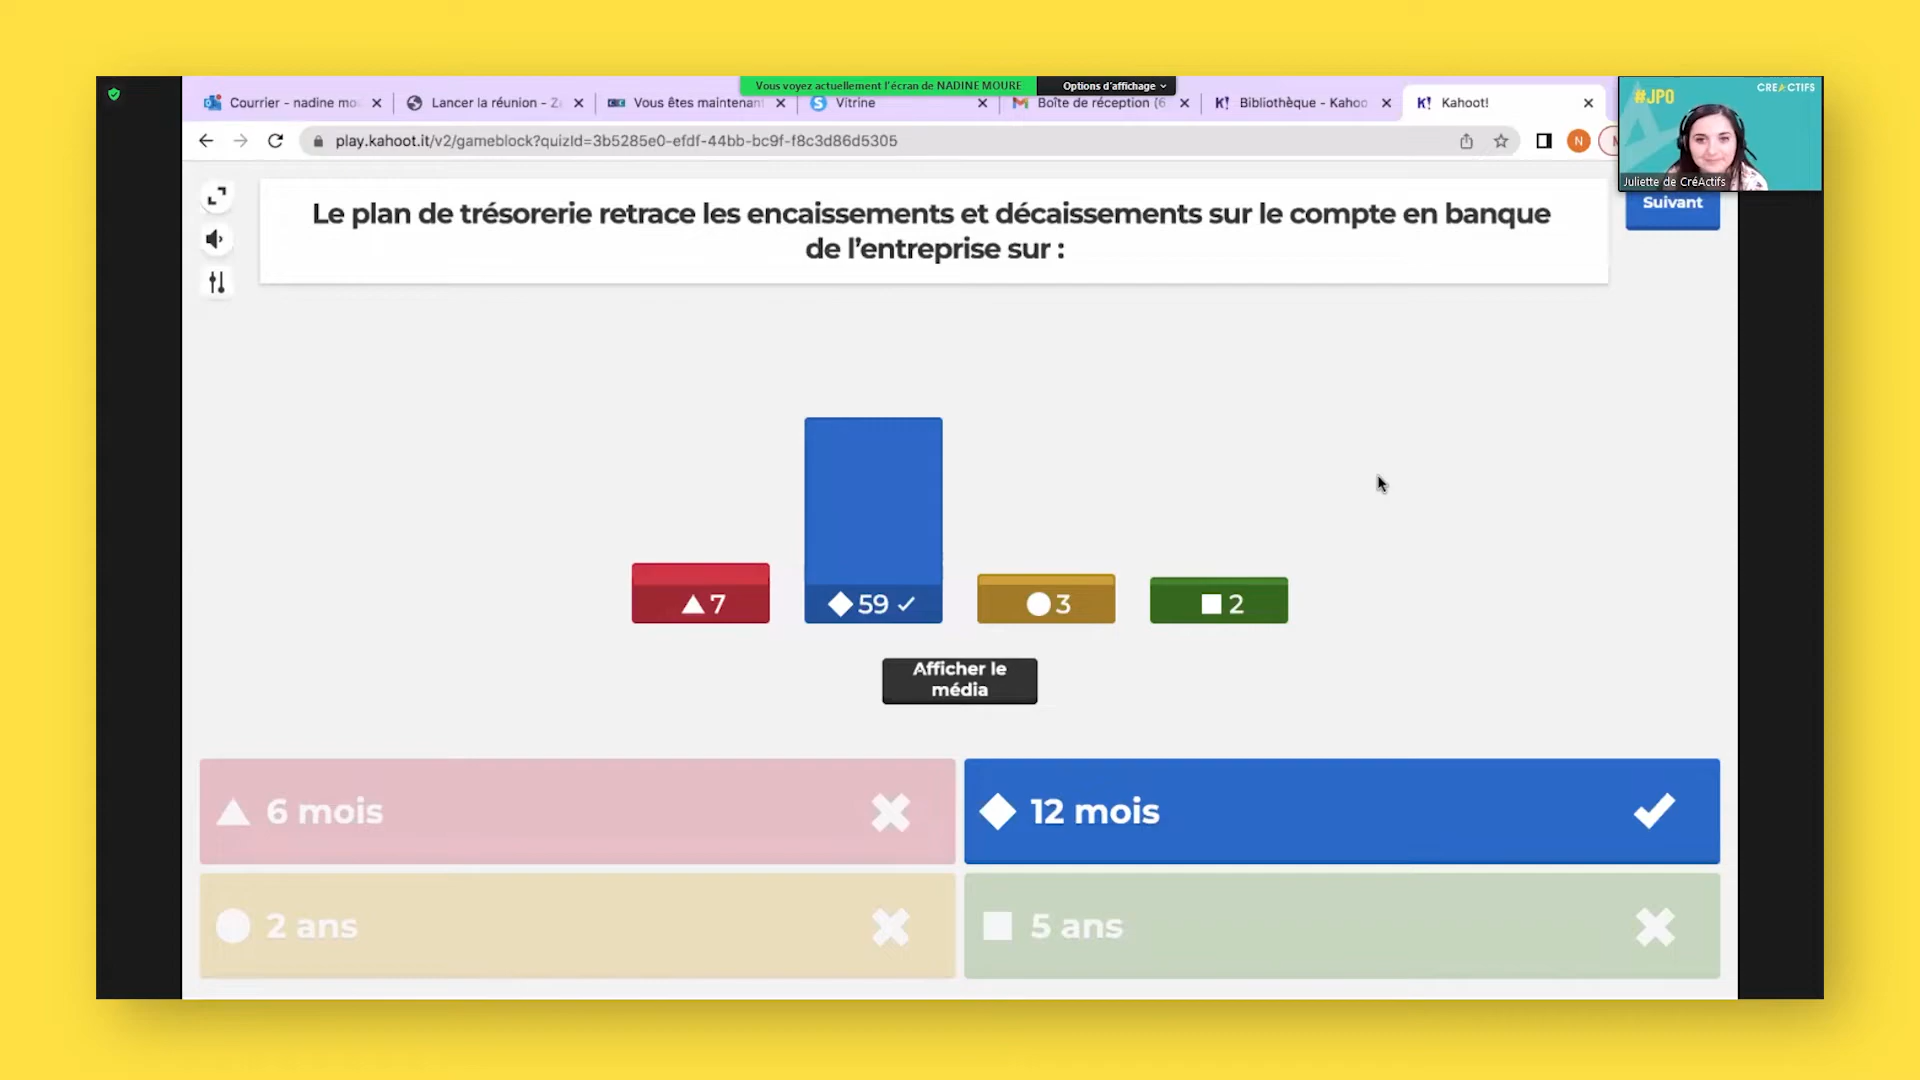 Vous voyez actuellement l'écran de NADINE MOURE
Options d'affichage
Courrier - nadine mo
Lancer la réunion - Z
Vous êtes maintenant
Vitrine
Boîte de réception (6
Bibliothèque - Kahoo
K! Kahoot!
play.kahoot.it/v2/gameblock?quizId=3b5285e0-efdf-44bb-bc9f-f8c3d86d5305
N
#JPO
CREACTIFS
Juliette de CréActifs
Suivant
Le plan de trésorerie retrace les encaissements et décaissements sur le compte en banque
de l'entreprise sur :
7
59
3
2
Afficher le
média
6 mois
12 mois
2 ans
5 ans